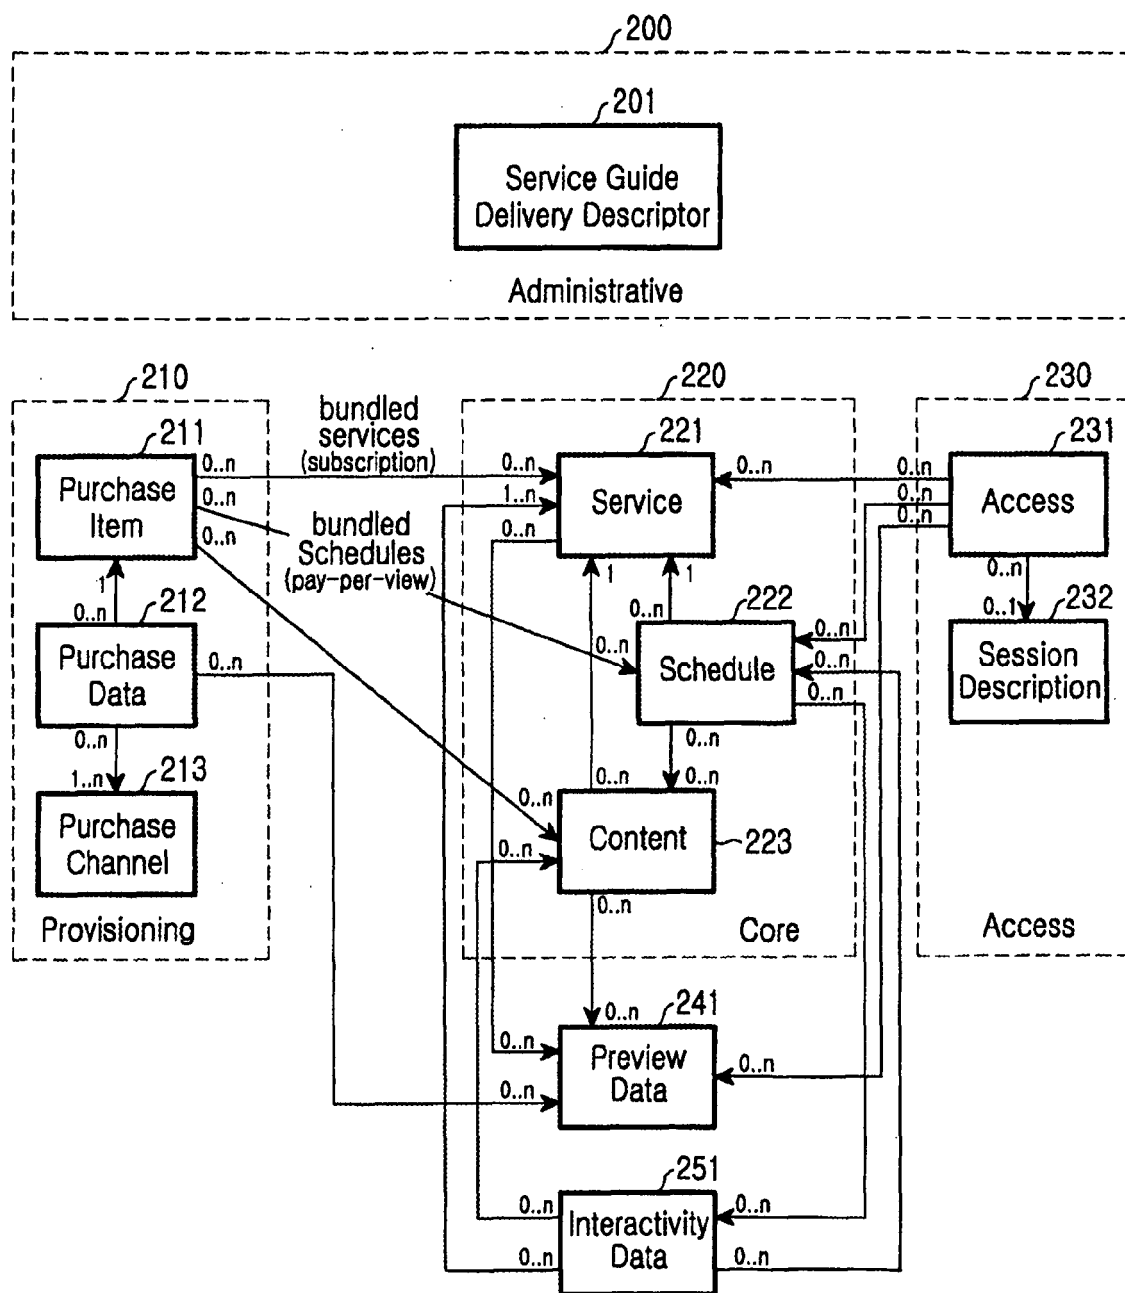 200
201
Service Guide
Delivery Descriptor
Administrative
210
220
230
211
bundled
services
(subscription)
221
231
0..n
0..n
0..n
0..n
Purchase
Item
0..n
0..n
1..n
Service
0..n
0..n
Access
0..n
bundled
Schedules
(pay-per-view)
1
1
1
0..n
0..n
212
0..n
222
0..n
0..1
232
Purchase
Data
0..n
0..n
Schedule
0..n
0..n
0..n
Session
Description
0..n
0..n
1..n
213
0..n
0..n
0..n
Purchase
Channel
0..n
Content
223
0..n
Provisioning
Core
Access
0..n
241
0..n
Preview
Data
0..n
0..n
251
0..n
Interactivity
Data
0..n
0..n
0..n